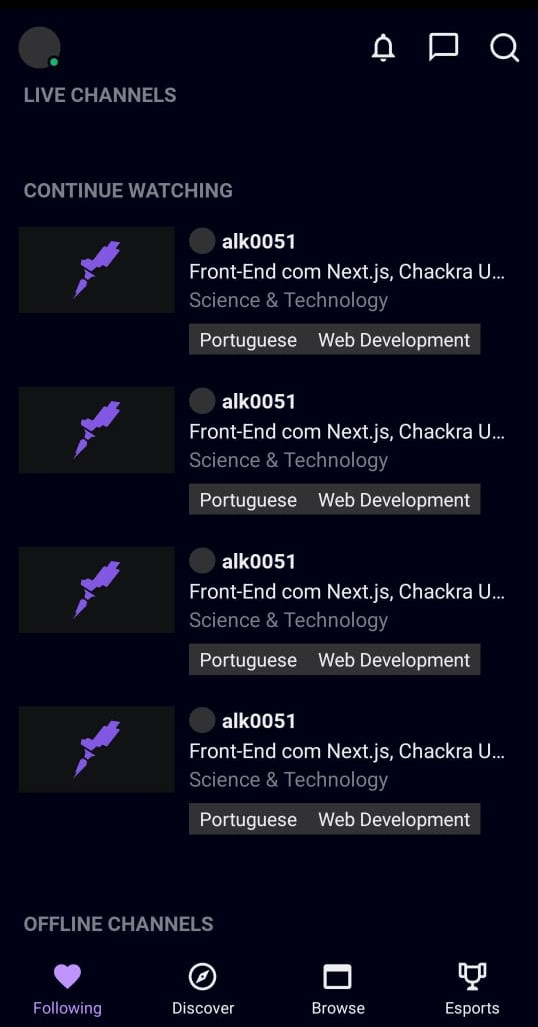 LIVE CHANNELS
CONTINUE WATCHING
alk0051
Front-End com Next.js, Chackra U...
Science & Technology
Portuguese Web Development
alk0051
Front-End com Next.js, Chackra U...
Science & Technology
Portuguese Web Development
alk0051
Front-End com Next.js, Chackra U...
Science & Technology
Portuguese Web Development
alk0051
Front-End com Next.js, Chackra U...
Science & Technology
Portuguese Web Development
OFFLINE CHANNELS
Following Discover Browse Esports